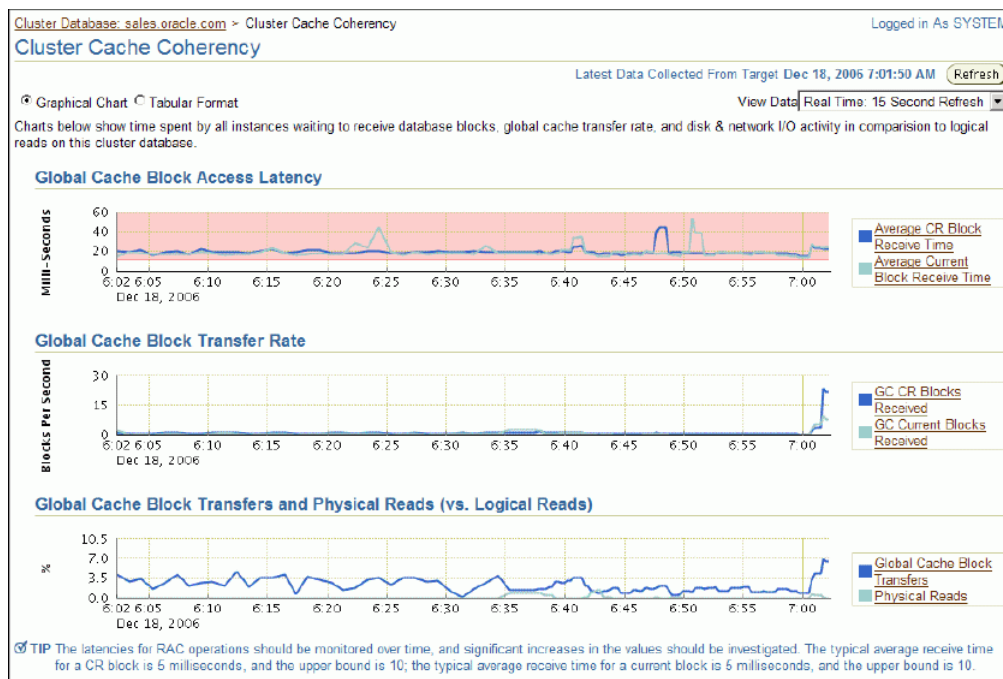 Cluster Database: sales.oracle.com > Cluster Cache Coherency
Logged in As SYSTEM
Cluster Cache Coherency
Latest Data Collected From Target Dec 18, 2006 7:01:50 AM Refresh
Graphical Chart Tabular Format
View Data Real Time: 15 Second Refresh
Charts below show time spent by all instances waiting to receive database blocks, global cache transfer rate, and disk & network I/O activity in comparision to logical
reads on this cluster database.
Global Cache Block Access Latency
Milli-Seconds
60
40
20
0
6:02 6:05 6:10 6:15 6:20 6:25 6:30 6:35 6:40 6:45 6:50 6:55 7:00
Dec 18, 2006
Average CR Block
Receive Time
Average Current
Block Receive Time
Global Cache Block Transfer Rate
Blocks Per Second
30
15
0
6:02 6:05 6:10 6:15 6:20 6:25 6:30 6:35 6:40 6:45 6:50 6:55 7:00
Dec 18, 2006
GC CR Blocks
Received
GC Current Blocks
Received
Global Cache Block Transfers and Physical Reads (vs. Logical Reads)
%
10.5
7.0
3.5
0.0
6:02 6:05 6:10 6:15 6:20 6:25 6:30 6:35 6:40 6:45 6:50 6:55 7:00
Dec 18, 2006
Global Cache Block
Transfers
Physical Reads
TIP The latencies for RAC operations should be monitored over time, and significant increases in the values should be investigated. The typical average receive time
for a CR block is 5 milliseconds, and the upper bound is 10; the typical average receive time for a current block is 5 milliseconds, and the upper bound is 10.